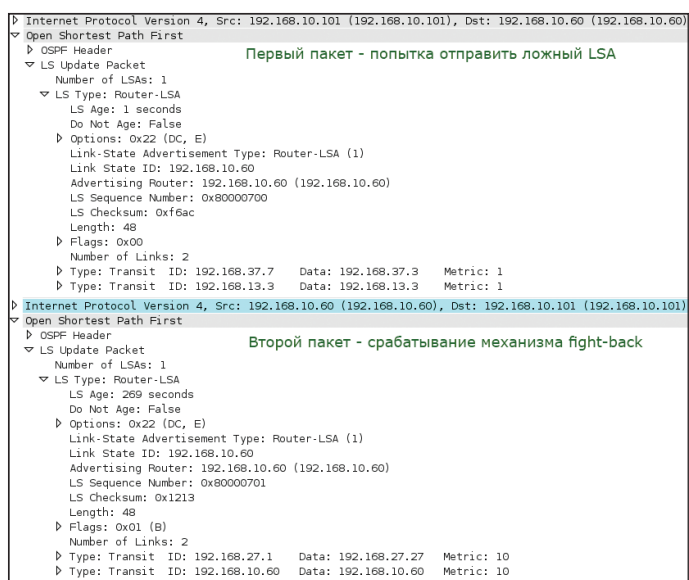 Internet Protocol Version 4, Src: 192.168.10.101 (192.168.10.101), Dst: 192.168.10.60 (192.168.10.60)
Open Shortest Path First
OSPF Header
Первый пакет - попытка отправить ложный LSA
LS Update Packet
Number of LSAs: 1
LS Type: Router-LSA
LS Age: 1 seconds
Do Not Age: False
Options: 0x22 (DC, E)
Link-State Advertisement Type: Router-LSA (1)
Link State ID: 192.168.10.60
Advertising Router: 192.168.10.60 (192.168.10.60)
LS Sequence Number: 0x80000700
LS Checksum: 0xf6ac
Length: 48
Flags: 0x00
Number of Links: 2
Type: Transit ID: 192.168.37.7 Data: 192.168.37.3 Metric: 1
Type: Transit ID: 192.168.13.3 Data: 192.168.13.3 Metric: 1
Internet Protocol Version 4, Src: 192.168.10.60 (192.168.10.60), Dst: 192.168.10.101 (192.168.10.101)
Open Shortest Path First
OSPF Header
Второй пакет - срабатывание механизма fight-back
LS Update Packet
Number of LSAs: 1
LS Type: Router-LSA
LS Age: 269 seconds
Do Not Age: False
Options: 0x22 (DC, E)
Link-State Advertisement Type: Router-LSA (1)
Link State ID: 192.168.10.60
Advertising Router: 192.168.10.60 (192.168.10.60)
LS Sequence Number: 0x80000701
LS Checksum: 0x1213
Length: 48
Flags: 0x01 (B)
Number of Links: 2
Type: Transit ID: 192.168.27.1 Data: 192.168.27.27 Metric: 10
Type: Transit ID: 192.168.10.60 Data: 192.168.10.60 Metric: 10